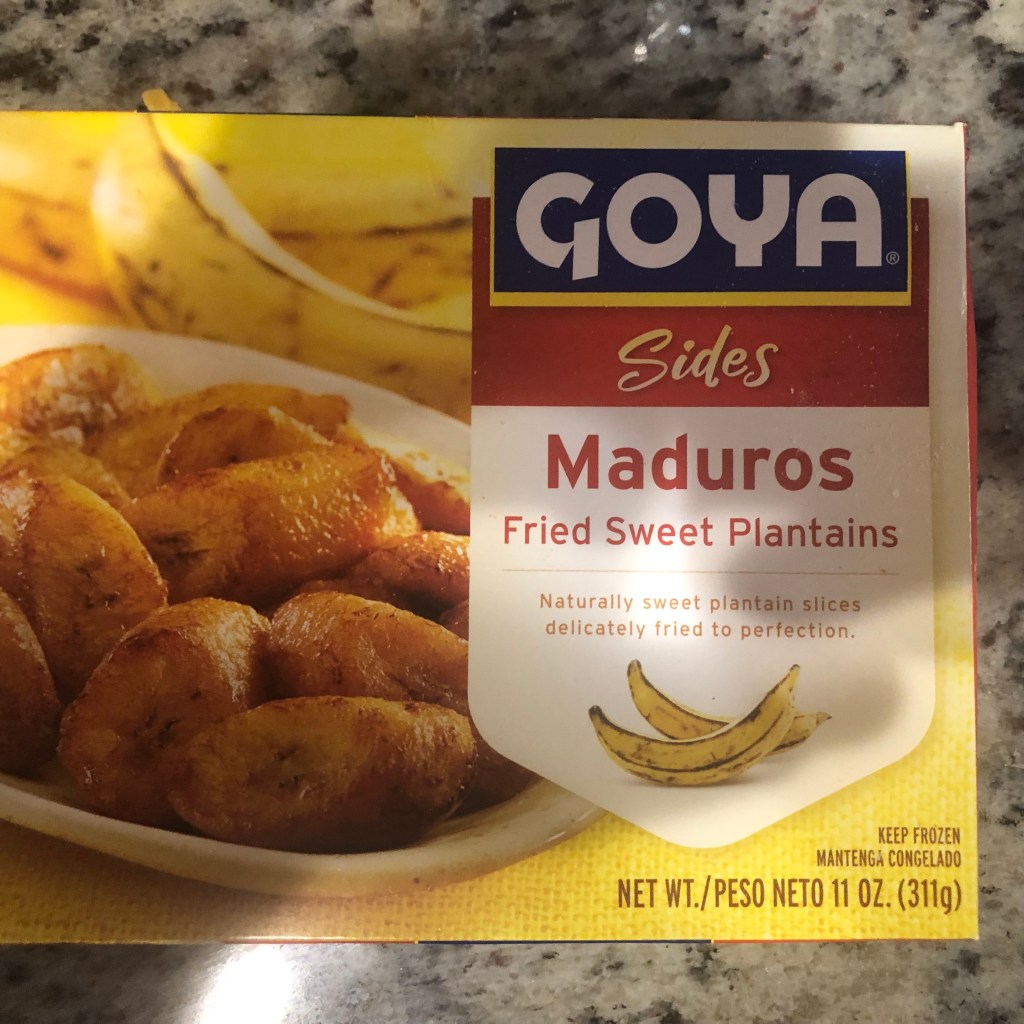 GOYA®
Sides
Maduros
Fried Sweet Plantains
Naturally sweet plantain slices
delicately fried to perfection.
KEEP FROZEN
MANTENGA CONGELADO
NET WT./PESO NETO 11 OZ. (311g)